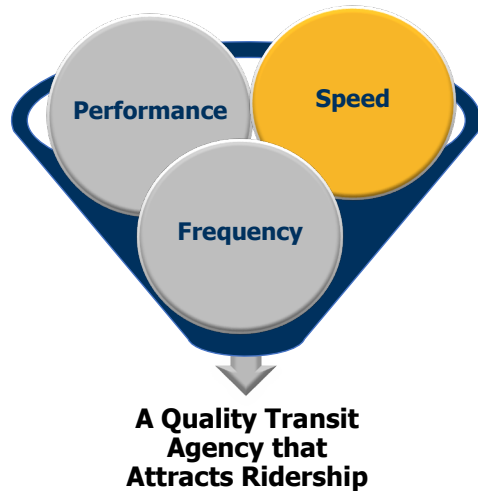 Performance
Speed
Frequency
A Quality Transit
Agency that
Attracts Ridership